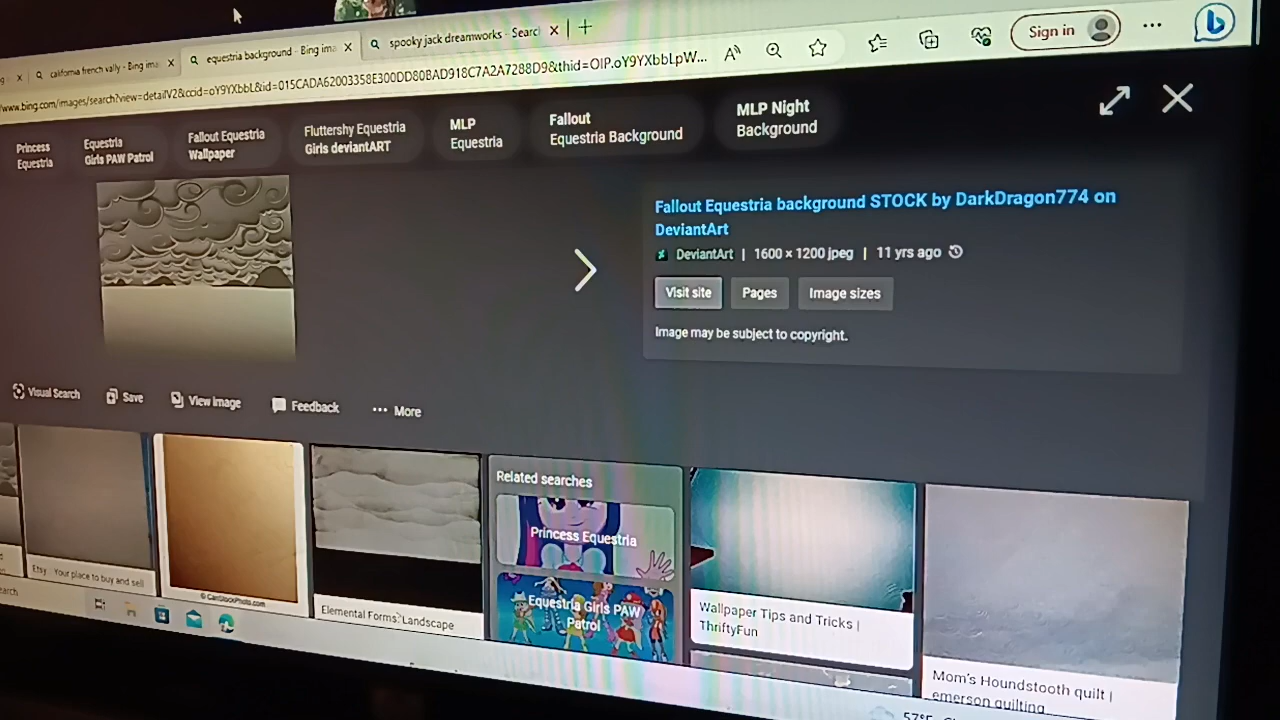 california french vally - Bing ima
equestria background - Bing ima
spooky jack dreamworks - Search
www.bing.com/images/search?view=detailV2&ccid=oY9YXbbL&id=015CADA62003358E300DD80BAD918C7A2A7288D9&thid=OIP.oY9YXbbLpW...
Sign in
Princess
Equestria
Equestria
Girls PAW Patrol
Fallout Equestria
Wallpaper
Fluttershy Equestria
Girls deviantART
MLP
Equestria
Fallout
Equestria Background
MLP Night
Background
Fallout Equestria background STOCK by DarkDragon774 on
DeviantArt
DeviantArt | 1600 × 1200 jpeg | 11 yrs ago
Visit site
Pages
Image sizes
Image may be subject to copyright.
Visual Search
Save
View image
Feedback
More
Etsy : Your place to buy and sell
© CanStockPhoto.com
Elemental Forms: Landscape
Related searches
Princess Equestria
Equestria Girls PAW
Patrol
Wallpaper Tips and Tricks |
ThriftyFun
Mom's Houndstooth quilt |
emerson quilting
earch
57°F